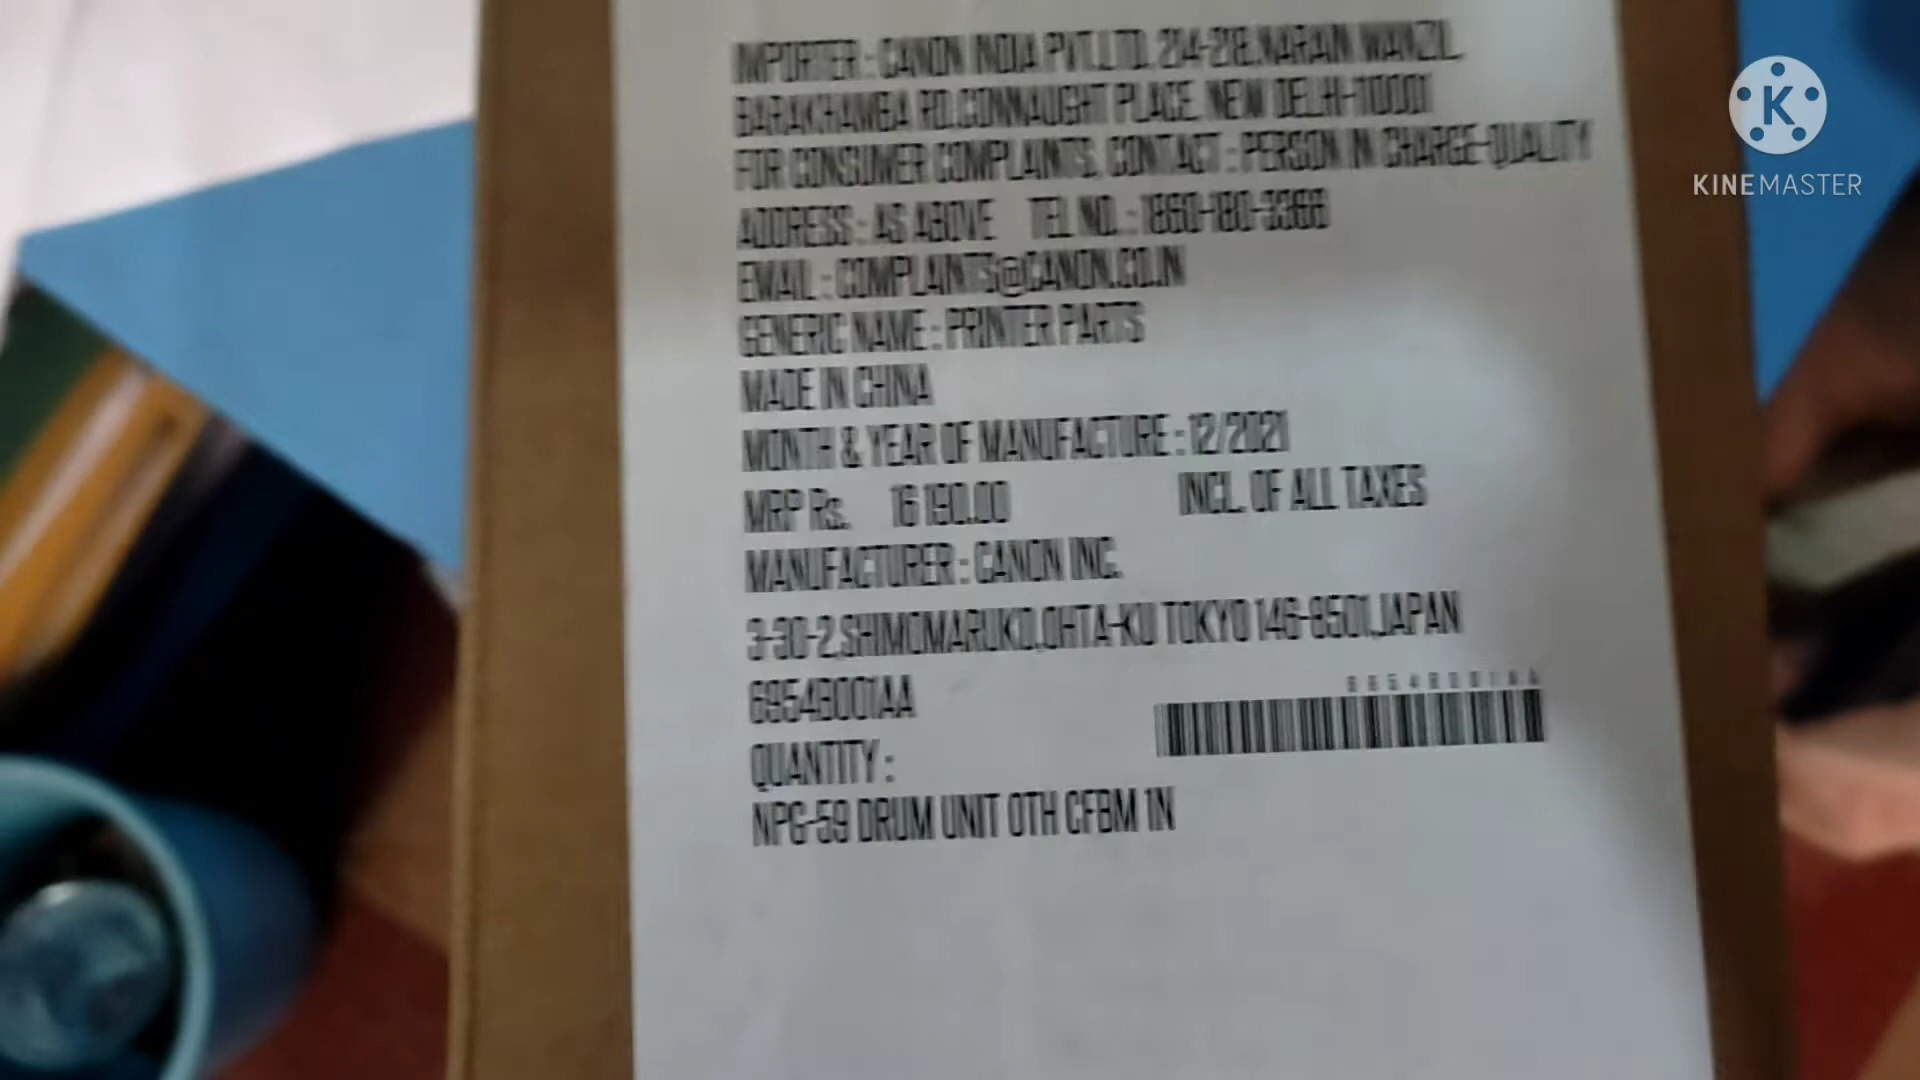 IMPORTER : CANON INDIA PVT.LTD. 214-218,NARAIN MANZIL,
BARAKHAMBA RD.CONNAUGHT PLACE, NEW DELHI-110001
FOR CONSUMER COMPLAINTS, CONTACT : PERSON IN CHARGE-QUALITY
ADDRESS : AS ABOVE TEL NO. : 1860-180-3366
EMAIL : COMPLAINTS@CANON.CO.IN
GENERIC NAME : PRINTER PARTS
MADE IN CHINA
MONTH & YEAR OF MANUFACTURE : 12/2021
MRP Rs. 16 190.00 INCL. OF ALL TAXES
MANUFACTURER : CANON INC.
3-30-2,SHIMOMARUKO,OHTA-KU TOKYO 146-8501,JAPAN
6954B001AA
6954B001AA
QUANTITY :
NPG-59 DRUM UNIT OTH CFBM 1N
K
KINEMASTER